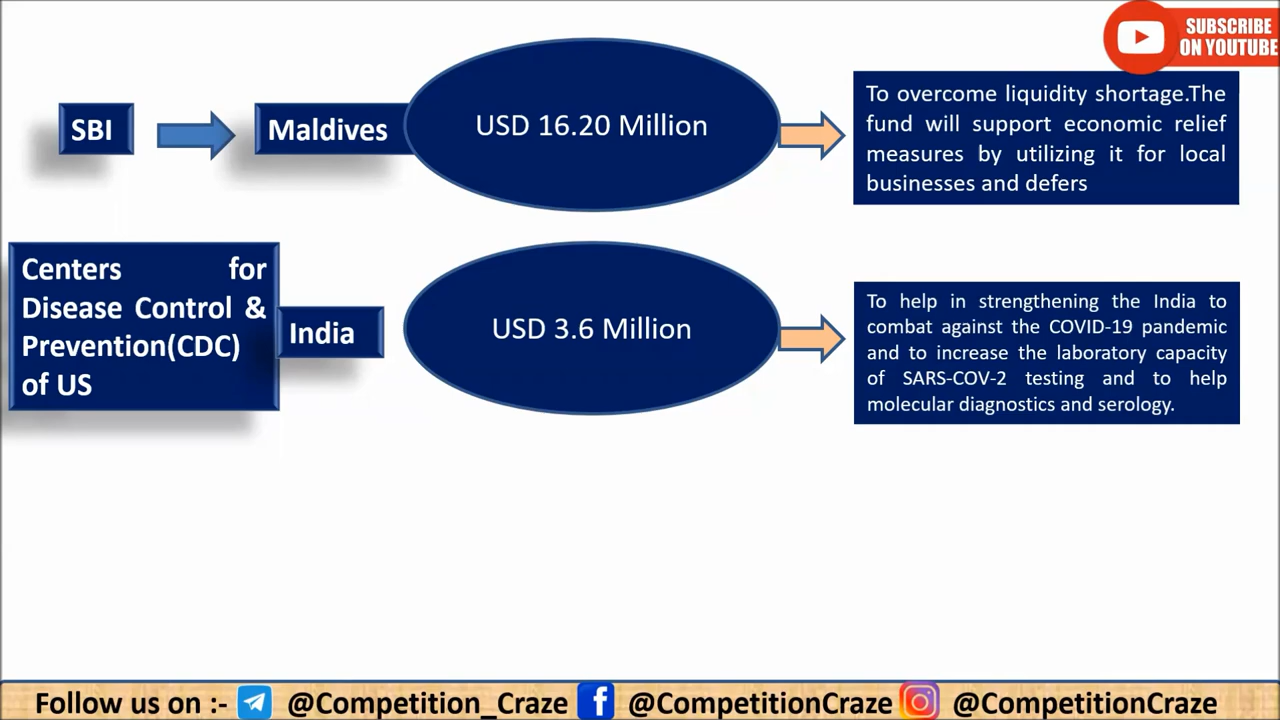 SUBSCRIBE
ON YOUTUBE
SBI
Maldives
USD 16.20 Million
To overcome liquidity shortage.The
fund will support economic relief
measures by utilizing it for local
businesses and defers
Centers for
Disease Control &
Prevention(CDC)
of US
India
USD 3.6 Million
To help in strengthening the India to
combat against the COVID-19 pandemic
and to increase the laboratory capacity
of SARS-COV-2 testing and to help
molecular diagnostics and serology.
Follow us on :- @Competition_Craze @CompetitionCraze @CompetitionCraze